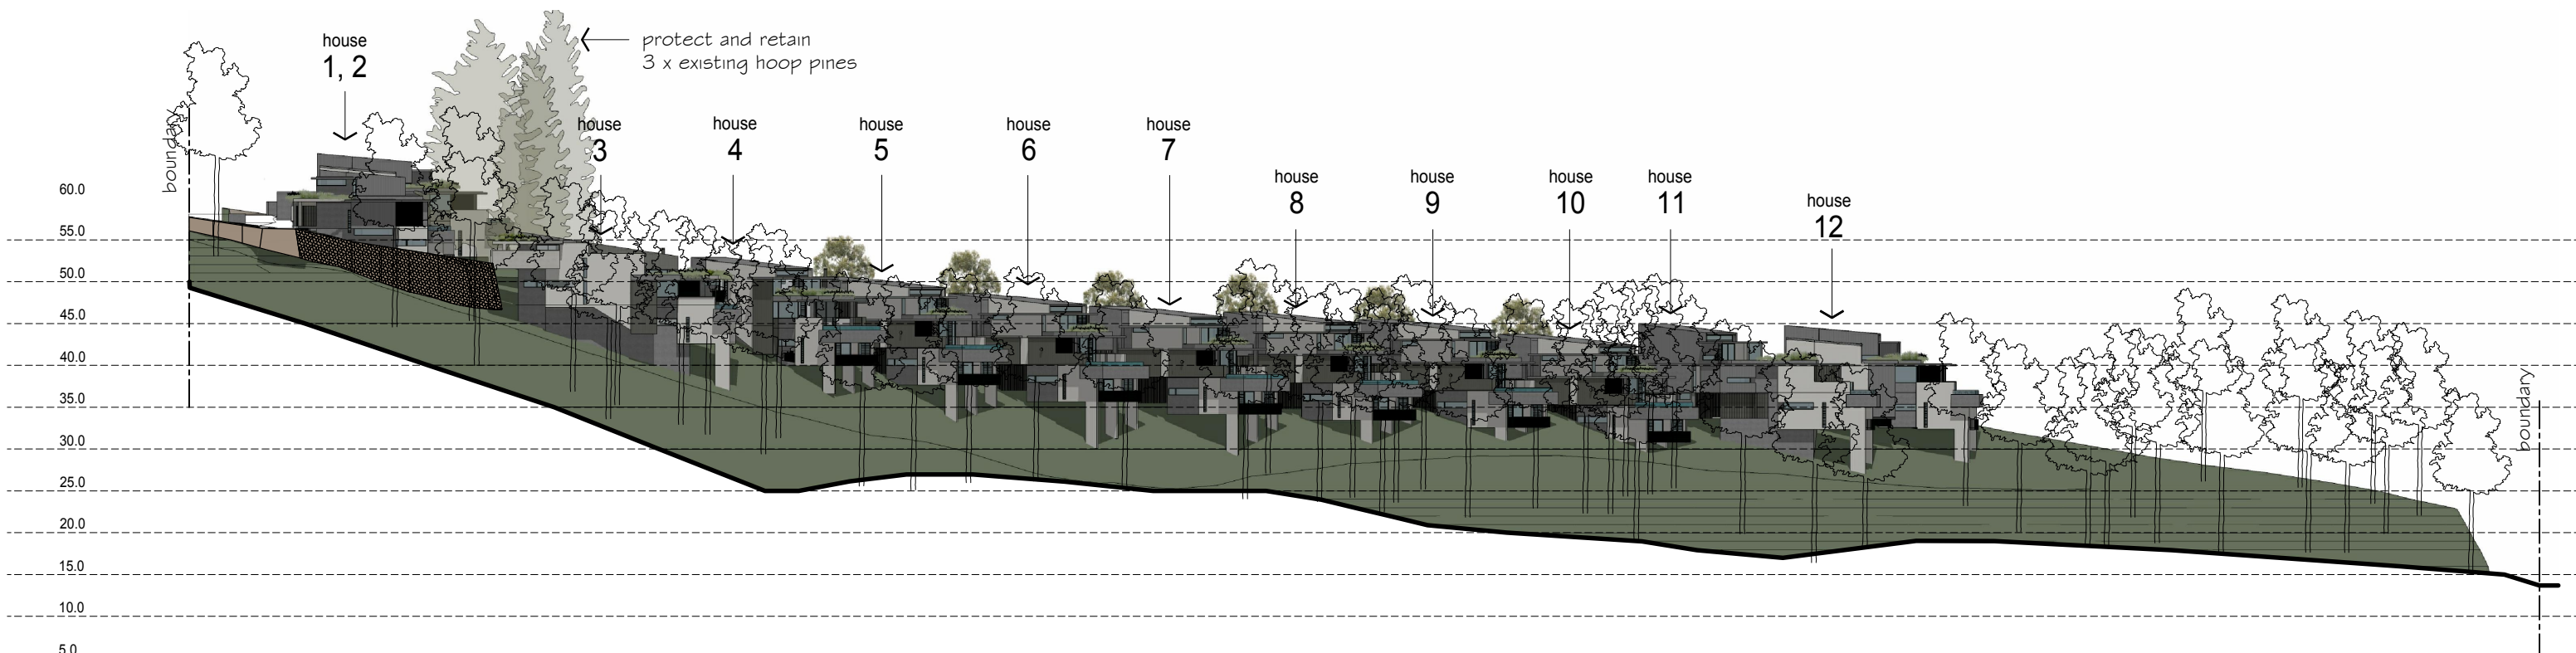 protect and retain
3 x existing hoop pines
house
1, 2
house
3
house
4
house
5
house
6
house
7
house
8
house
9
house
10
house
11
house
12
boundary
boundary
60.0
55.0
50.0
45.0
40.0
35.0
30.0
25.0
20.0
15.0
10.0
5.0